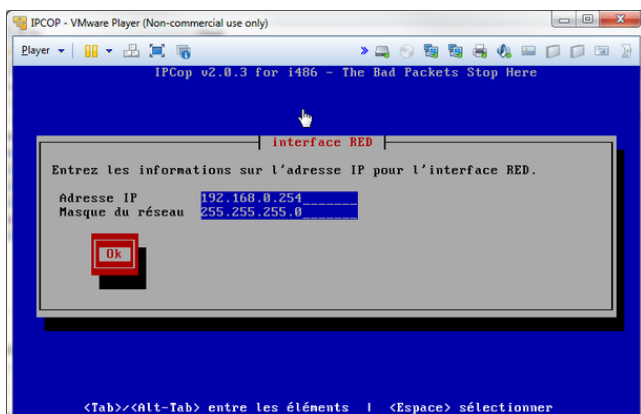 IPCOP - VMware Player (Non-commercial use only)
Player
IPCop v2.0.3 for i486 - The Bad Packets Stop Here
interface RED
Entrez les informations sur l'adresse IP pour l'interface RED.
Adresse IP 192.168.0.254_______
Masque du réseau 255.255.255.0_______
Ok
<Tab>/<Alt-Tab> entre les éléments | <Espace> sélectionner